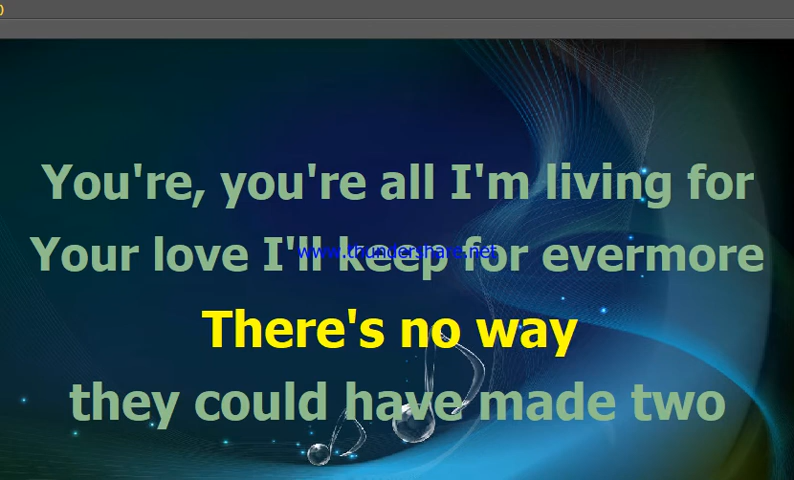 )
You're, you're all I'm living for
Your love I'll keep for evermore
www.thundershare.net
There's no way
they could have made two